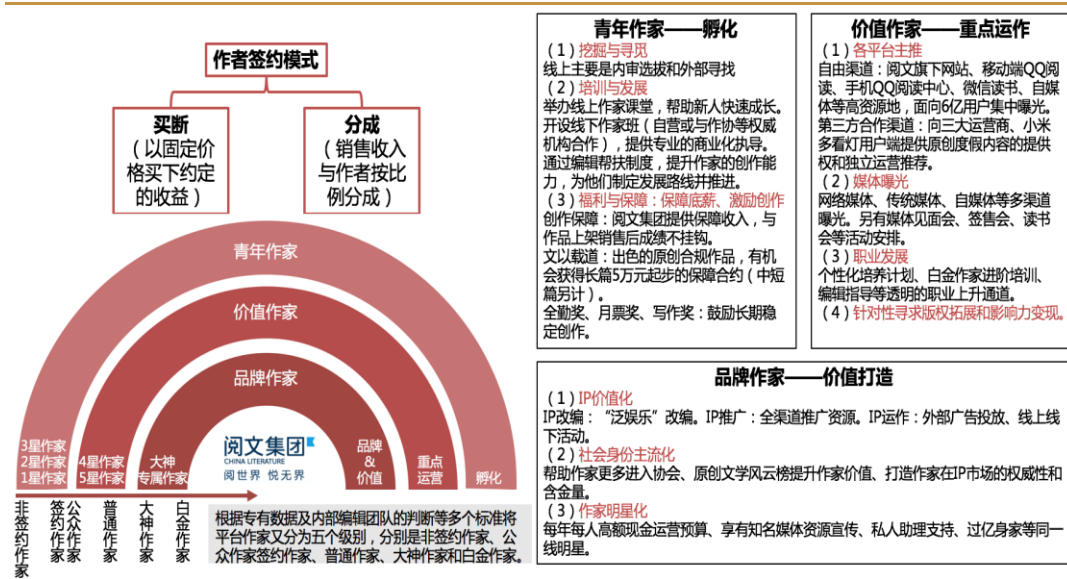 作者签约模式
买断
(以固定价
格买下约定
的收益)
分成
(销售收入
与作者按比
例分成)
青年作家
价值作家
品牌作家
3星作家
2星作家
1星作家
4星作家
5星作家
大神
专属作家
阅文集团
CHINA LITERATURE
阅世界 悦无界
品牌
&
价值
重点
运营
孵化
非签约作家
签约作家
公众作家
普通作家
大神作家
白金作家
根据专有数据及内部编辑团队的判断等多个标准将
平台作家又分为五个级别,分别是非签约作家、公
众作家签约作家、普通作家、大神作家和白金作家。
青年作家——孵化
(1)挖掘与寻觅
线上主要是内审选拔和外部寻找
(2)培训与发展
举办线上作家课堂,帮助新人快速成长。
开设线下作家班(自营或与作协等权威
机构合作),提供专业的商业化执导。
通过编辑帮扶制度,提升作家的创作能
力,为他们制定发展路线并推进。
(3)福利与保障:保障底薪、激励创作
创作保障:阅文集团提供保障收入,与
作品上架销售后成绩不挂钩。
文以载道:出色的原创合规作品,有机
会获得长篇5万元起步的保障合约(中短
篇另计)。
全勤奖、月票奖、写作奖:鼓励长期稳
定创作。
价值作家——重点运作
(1)各平台主推
自由渠道:阅文旗下网站、移动端QQ阅
读、手机QQ阅读中心、微信读书、自媒
体等高资源地,面向6亿用户集中曝光。
第三方合作渠道:向三大运营商、小米
多看灯用户端提供原创度假内容的提供
权和独立运营推荐。
(2)媒体曝光
网络媒体、传统媒体、自媒体等多渠道
曝光。另有媒体见面会、签售会、读书
会等活动安排。
(3)职业发展
个性化培养计划、白金作家进阶培训、
编辑指导等透明的职业上升通道。
(4)针对性寻求版权拓展和影响力变现。
品牌作家——价值打造
(1)IP价值化
IP改编:“泛娱乐”改编。IP推广:全渠道推广资源。IP运作:外部广告投放、线上线
下活动。
(2)社会身份主流化
帮助作家更多进入协会、原创文学风云榜提升作家价值、打造作家在IP市场的权威性和
含金量。
(3)作家明星化
每年每人高额现金运营预算、享有知名媒体资源宣传、私人助理支持、过亿身家等同一
线明星。